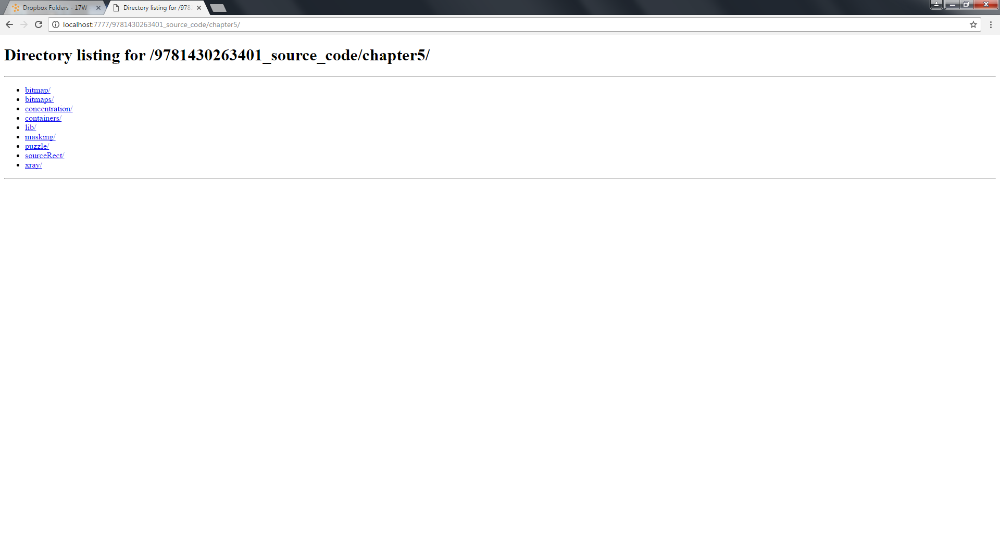 Dropbox Folders - 17W -
Directory listing for /978
localhost:7777/9781430263401_source_code/chapter5/
Directory listing for /9781430263401_source_code/chapter5/
bitmap/
bitmaps/
concentration/
containers/
lib/
masking/
puzzle/
sourceRect/
xray/